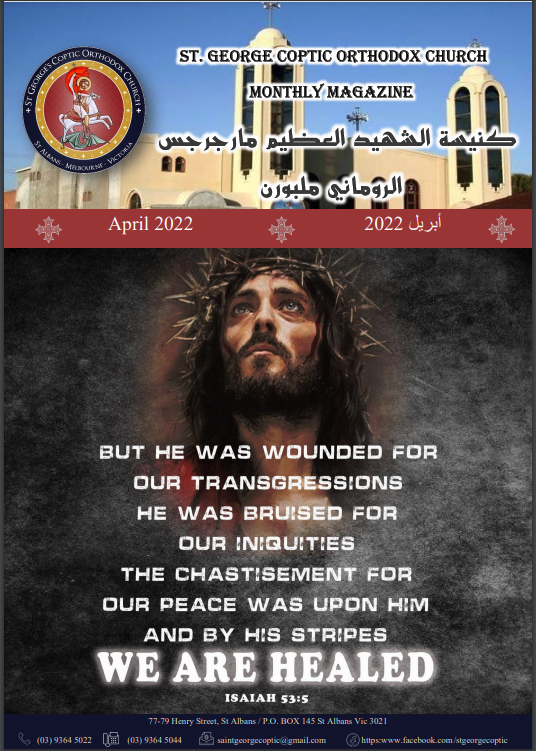 ST. GEORGE COPTIC ORTHODOX CHURCH
MONTHLY MAGAZINE
كنيسة الشهيد العظيم مارجرجس
الروماني ملبورن
ST GEORGE'S COPTIC ORTHODOX CHURCH
ST ALBANS - MELBOURNE - VICTORIA
April 2022
أبريل 2022
BUT HE WAS WOUNDED FOR
OUR TRANSGRESSIONS
HE WAS BRUISED FOR
OUR INIQUITIES
THE CHASTISEMENT FOR
OUR PEACE WAS UPON HIM
AND BY HIS STRIPES
WE ARE HEALED
ISAIAH 53:5
77-79 Henry Street, St Albans / P.O. BOX 145 St Albans Vic 3021
(03) 9364 5022 (03) 9364 5044 saintgeorgecoptic@gmail.com https:www.facebook.com/stgeorgecoptic